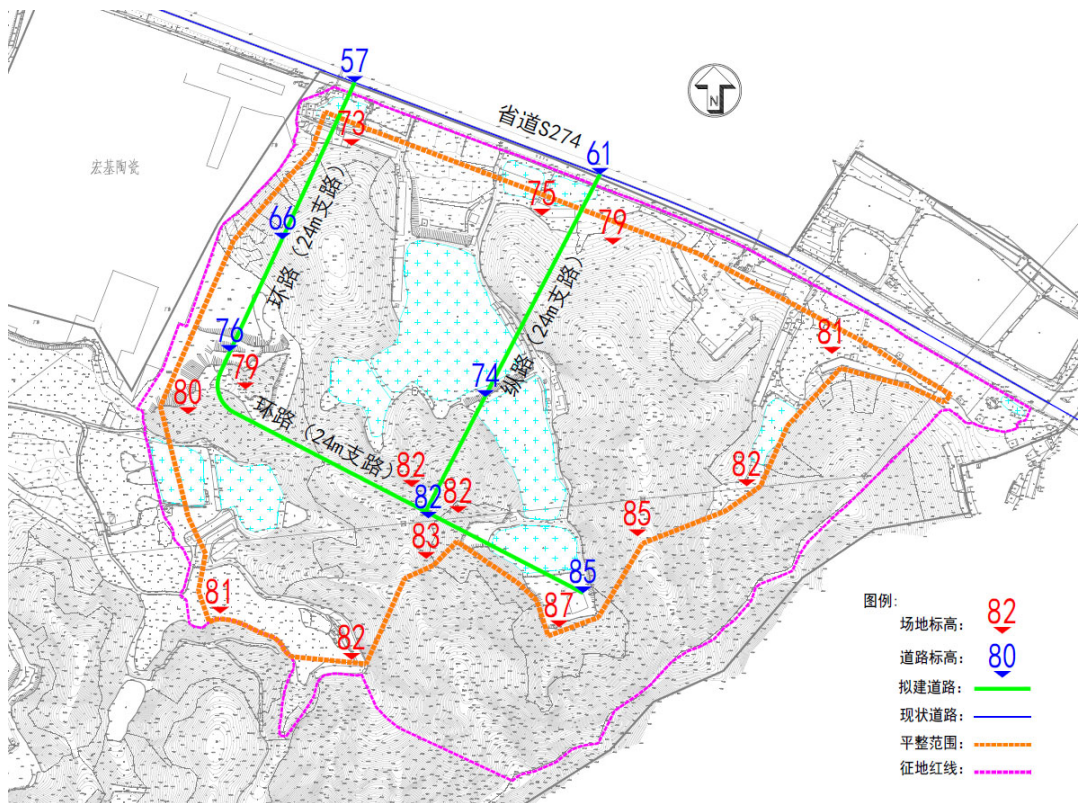 57
省道S274
N
73
61
宏基陶瓷
75
79
66
环路（24m支路）
纵路（24m支路）
76
81
79
74
80
环路（24m支路）
82
82
82
82
83
85
81
85
87
82
图例:
场地标高: 82
道路标高: 80
拟建道路:
现状道路:
平整范围:
征地红线: